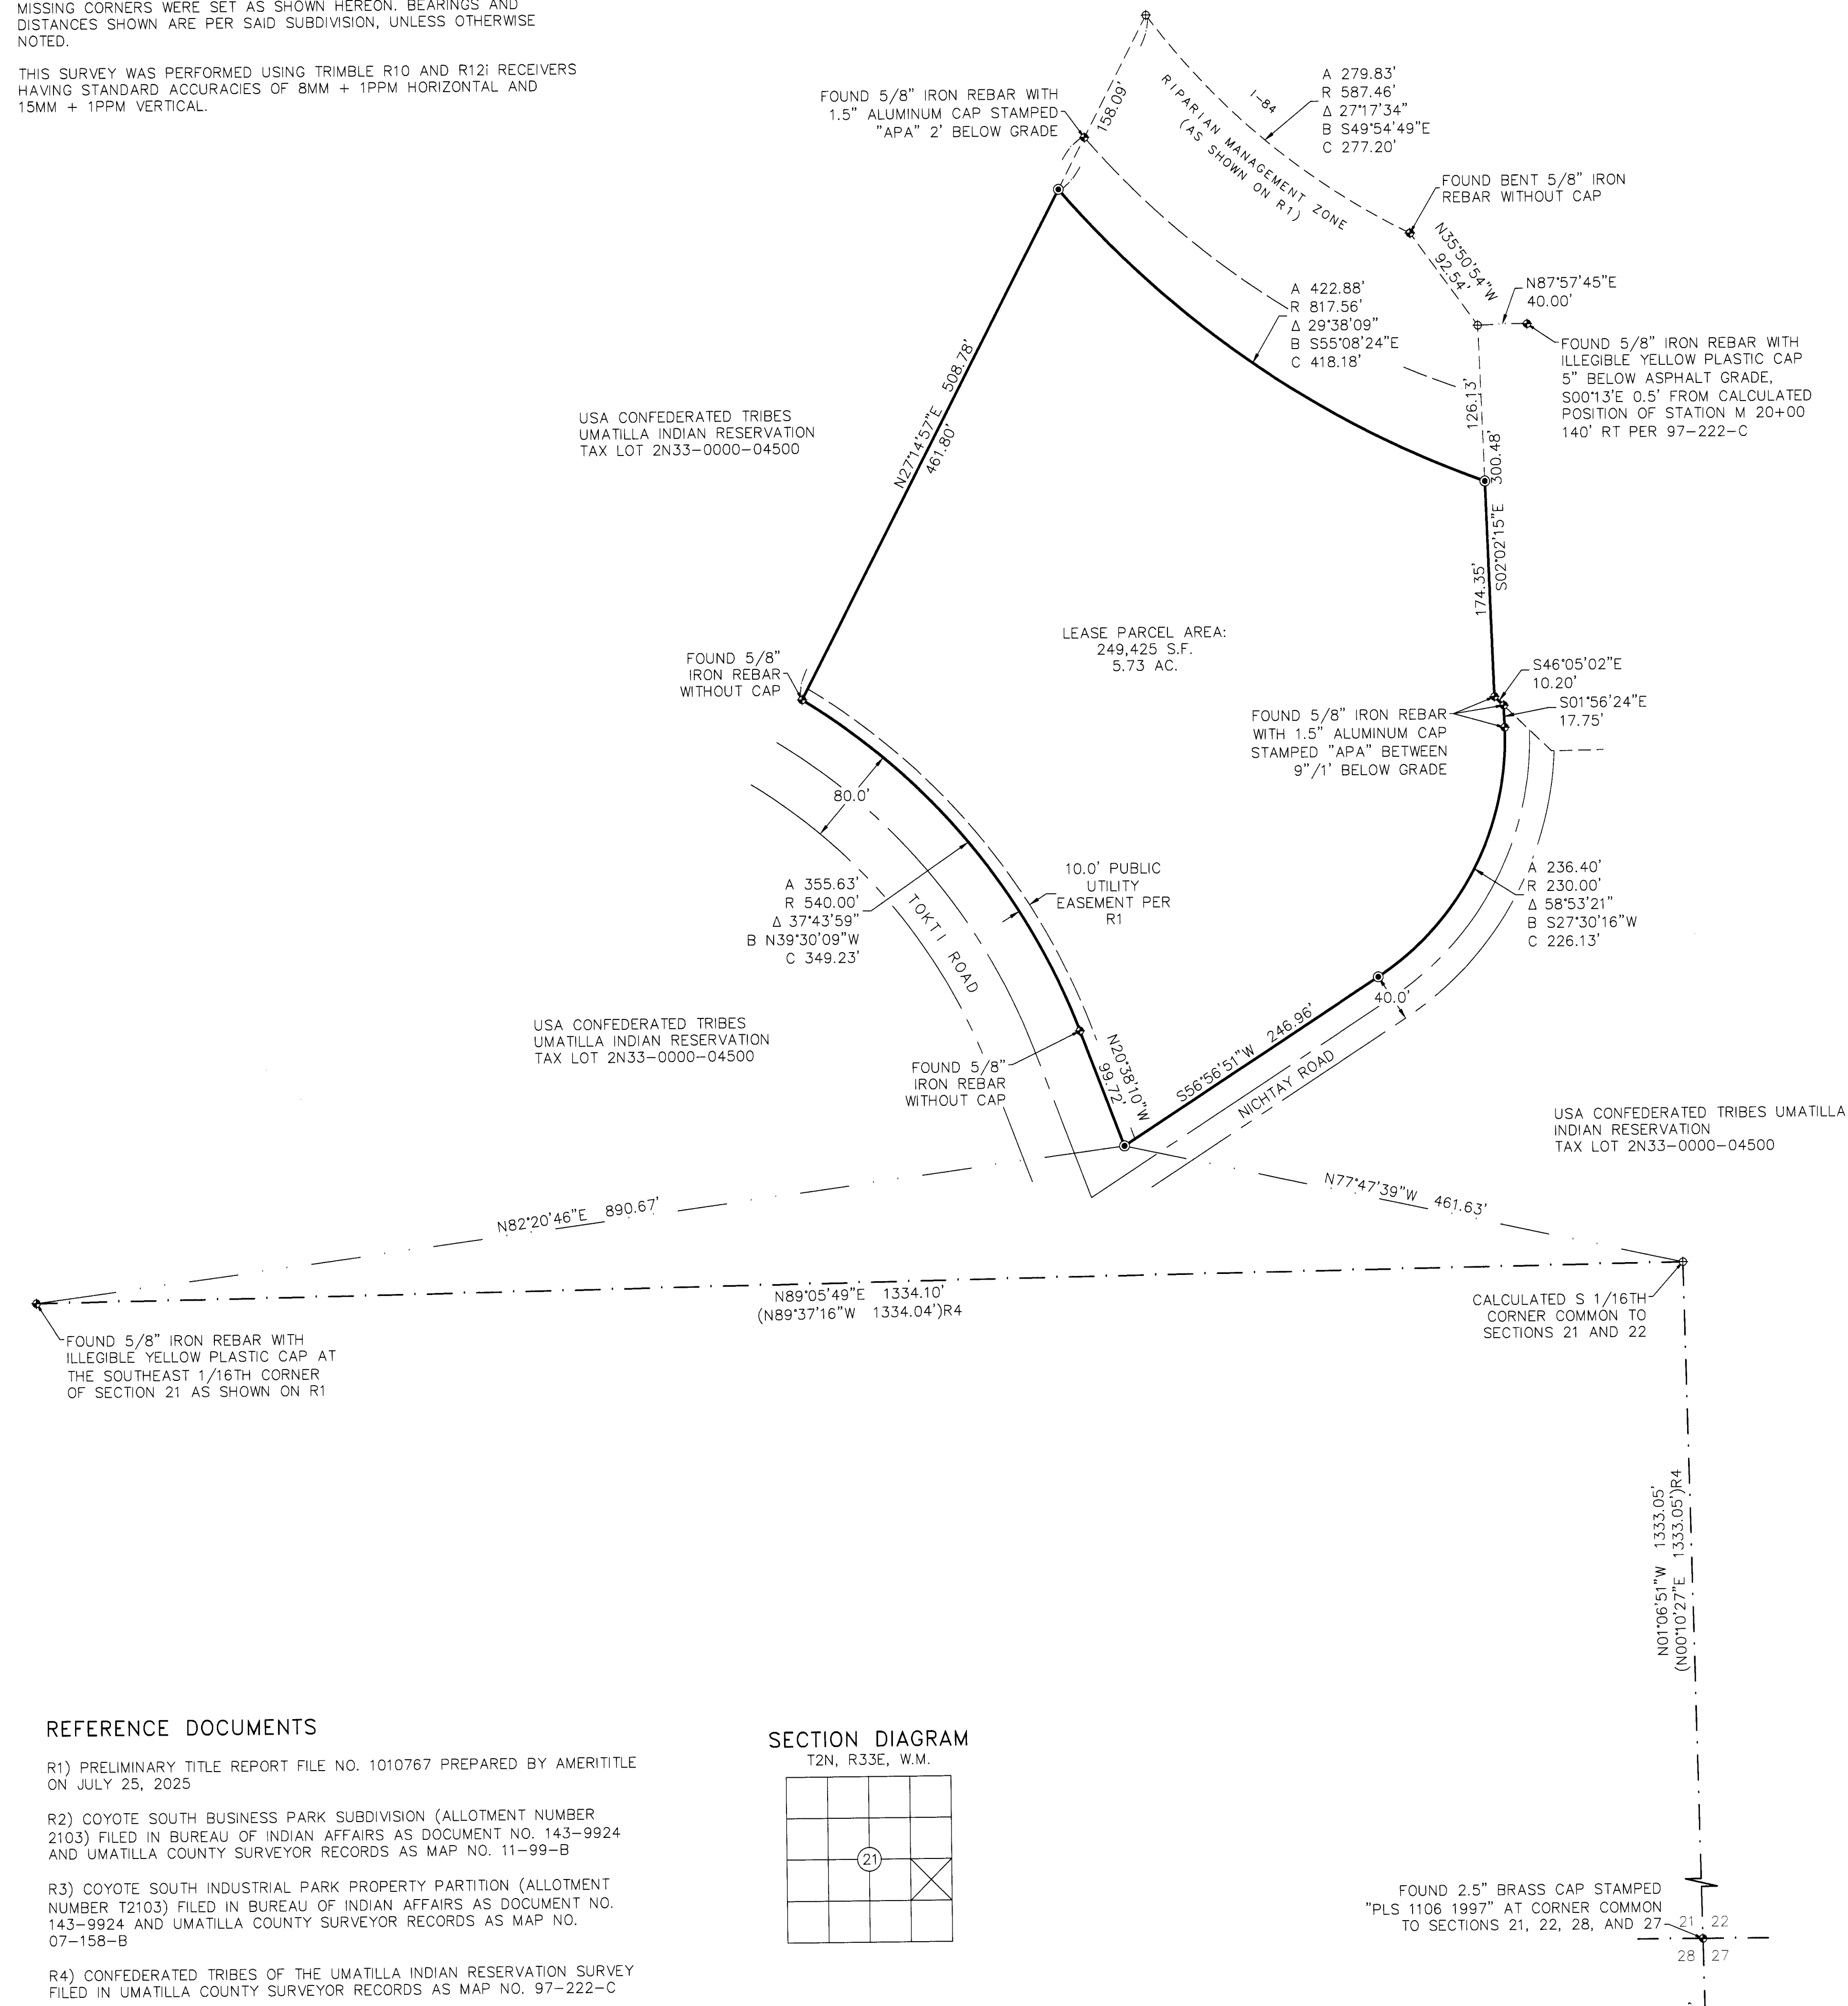 MISSING CORNERS WERE SET AS SHOWN HEREON. BEARINGS AND
DISTANCES SHOWN ARE PER SAID SUBDIVISION, UNLESS OTHERWISE
NOTED.
THIS SURVEY WAS PERFORMED USING TRIMBLE R10 AND R12i RECEIVERS
HAVING STANDARD ACCURACIES OF 8MM + 1PPM HORIZONTAL AND
15MM + 1PPM VERTICAL.
FOUND 5/8" IRON REBAR WITH
1.5" ALUMINUM CAP STAMPED
"APA" 2' BELOW GRADE
158.09'
RIPARIAN MANAGEMENT ZONE
(AS SHOWN ON R1)
I-84
A 279.83'
R 587.46'
Δ 27°17'34"
B S49°54'49"E
C 277.20'
FOUND BENT 5/8" IRON
REBAR WITHOUT CAP
N35°50'54"W
92.54'
N87°57'45"E
40.00'
FOUND 5/8" IRON REBAR WITH
ILLEGIBLE YELLOW PLASTIC CAP
5" BELOW ASPHALT GRADE,
S00°13'E 0.5' FROM CALCULATED
POSITION OF STATION M 20+00
140' RT PER 97-222-C
A 422.88'
R 817.56'
Δ 29°38'09"
B S55°08'24"E
C 418.18'
126.13'
300.48'
S02°02'15"E
174.35'
N27°14'57"E 508.78'
461.80'
USA CONFEDERATED TRIBES
UMATILLA INDIAN RESERVATION
TAX LOT 2N33-0000-04500
LEASE PARCEL AREA:
249,425 S.F.
5.73 AC.
FOUND 5/8"
IRON REBAR
WITHOUT CAP
S46°05'02"E
10.20'
S01°56'24"E
17.75'
FOUND 5/8" IRON REBAR
WITH 1.5" ALUMINUM CAP
STAMPED "APA" BETWEEN
9"/1' BELOW GRADE
80.0'
A 355.63'
R 540.00'
Δ 37°43'59"
B N39°30'09"W
C 349.23'
TOKTI ROAD
10.0' PUBLIC
UTILITY
EASEMENT PER
R1
A 236.40'
R 230.00'
Δ 58°53'21"
B S27°30'16"W
C 226.13'
40.0'
USA CONFEDERATED TRIBES
UMATILLA INDIAN RESERVATION
TAX LOT 2N33-0000-04500
FOUND 5/8"
IRON REBAR
WITHOUT CAP
N20°38'10"W
99.72'
S56°56'51"W 246.96'
NICHTAY ROAD
USA CONFEDERATED TRIBES UMATILLA
INDIAN RESERVATION
TAX LOT 2N33-0000-04500
N82°20'46"E 890.67'
N77°47'39"W 461.63'
N89°05'49"E 1334.10'
(N89°37'16"W 1334.04')R4
CALCULATED S 1/16TH
CORNER COMMON TO
SECTIONS 21 AND 22
FOUND 5/8" IRON REBAR WITH
ILLEGIBLE YELLOW PLASTIC CAP AT
THE SOUTHEAST 1/16TH CORNER
OF SECTION 21 AS SHOWN ON R1
N01°06'51"W 1333.05'
(N00°10'27"E 1333.05')R4
REFERENCE DOCUMENTS
R1) PRELIMINARY TITLE REPORT FILE NO. 1010767 PREPARED BY AMERITITLE
ON JULY 25, 2025
R2) COYOTE SOUTH BUSINESS PARK SUBDIVISION (ALLOTMENT NUMBER
2103) FILED IN BUREAU OF INDIAN AFFAIRS AS DOCUMENT NO. 143-9924
AND UMATILLA COUNTY SURVEYOR RECORDS AS MAP NO. 11-99-B
R3) COYOTE SOUTH INDUSTRIAL PARK PROPERTY PARTITION (ALLOTMENT
NUMBER T2103) FILED IN BUREAU OF INDIAN AFFAIRS AS DOCUMENT NO.
143-9924 AND UMATILLA COUNTY SURVEYOR RECORDS AS MAP NO.
07-158-B
R4) CONFEDERATED TRIBES OF THE UMATILLA INDIAN RESERVATION SURVEY
FILED IN UMATILLA COUNTY SURVEYOR RECORDS AS MAP NO. 97-222-C
SECTION DIAGRAM
T2N, R33E, W.M.
21
FOUND 2.5" BRASS CAP STAMPED
"PLS 1106 1997" AT CORNER COMMON
TO SECTIONS 21, 22, 28, AND 27
21 22
28 27